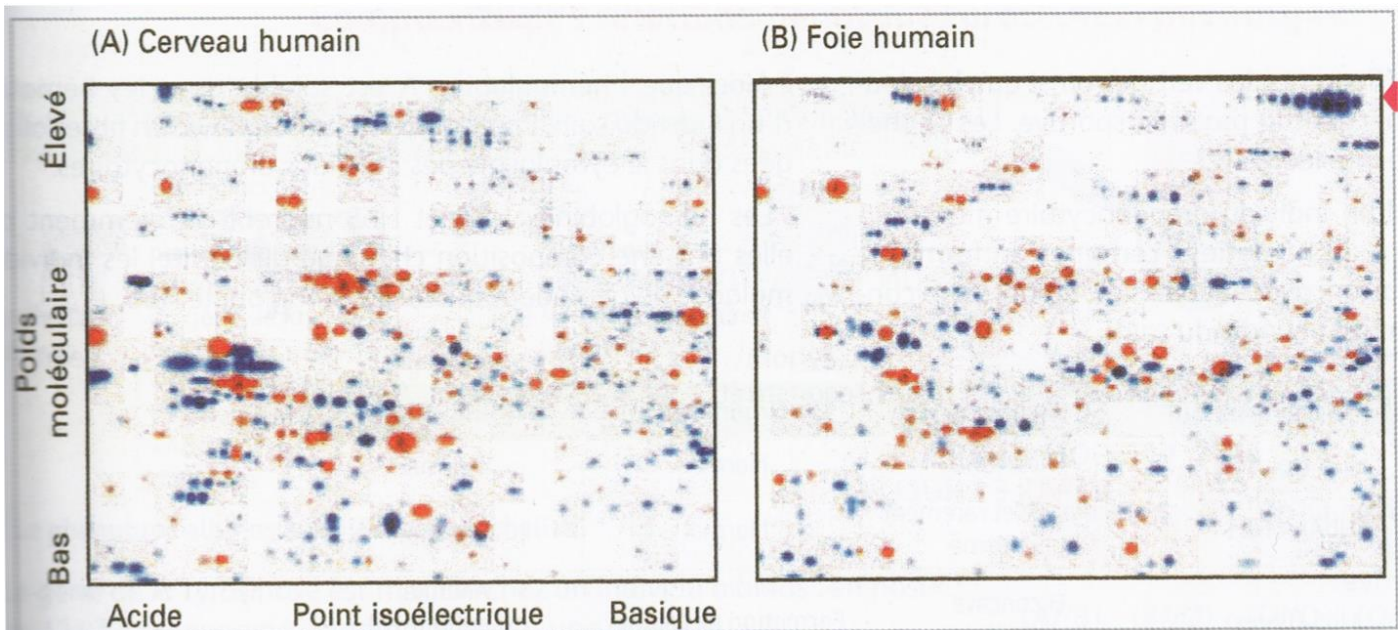 (A) Cerveau humain
(B) Foie humain
Élevé
Poids
moléculaire
Bas
Acide
Point isoélectrique
Basique